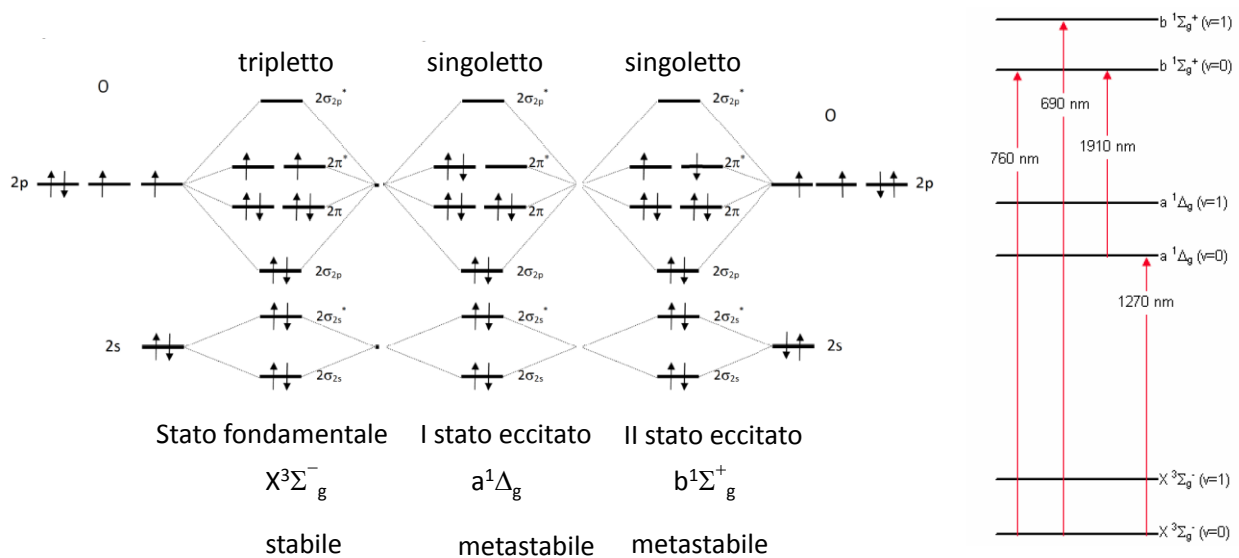 tripletto singoletto singoletto
O 2σ2p* 2σ2p* 2σ2p* O
2π* 2π* 2π*
2p 2p
2π 2π 2π
2σ2p 2σ2p 2σ2p
2σ2s* 2σ2s* 2σ2s*
2s 2s
2σ2s 2σ2s 2σ2s
Stato fondamentale I stato eccitato II stato eccitato
X³Σ⁻g a¹Δg b¹Σ⁺g
stabile metastabile metastabile
b ¹Σg⁺ (v=1)
b ¹Σg⁺ (v=0)
690 nm
1910 nm
760 nm
a ¹Δg (v=1)
a ¹Δg (v=0)
1270 nm
X ³Σg⁻ (v=1)
X ³Σg⁻ (v=0)